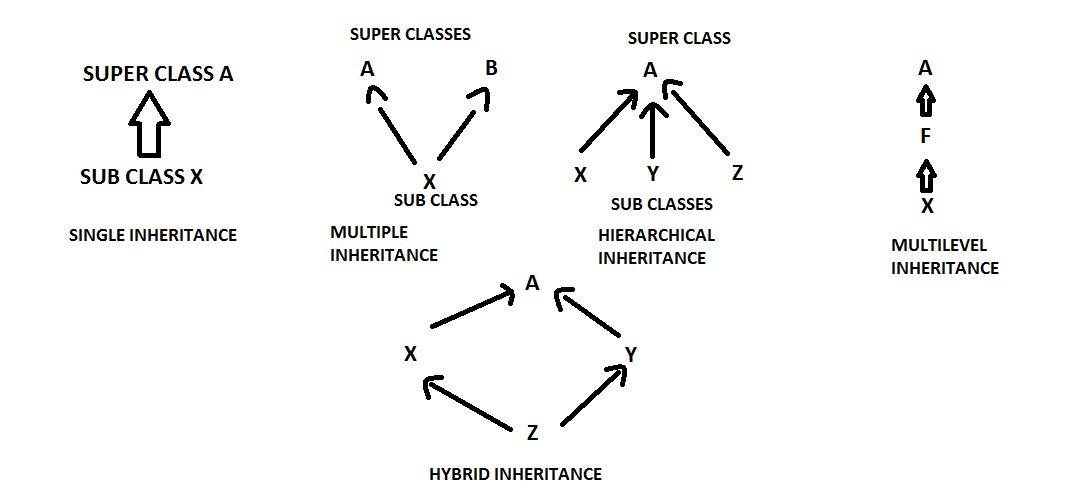 SUPER CLASS A
SUB CLASS X
SINGLE INHERITANCE
SUPER CLASSES
A B
X
SUB CLASS
MULTIPLE
INHERITANCE
SUPER CLASS
A
X Y Z
SUB CLASSES
HIERARCHICAL
INHERITANCE
A
F
X
MULTILEVEL
INHERITANCE
A
X Y
Z
HYBRID INHERITANCE